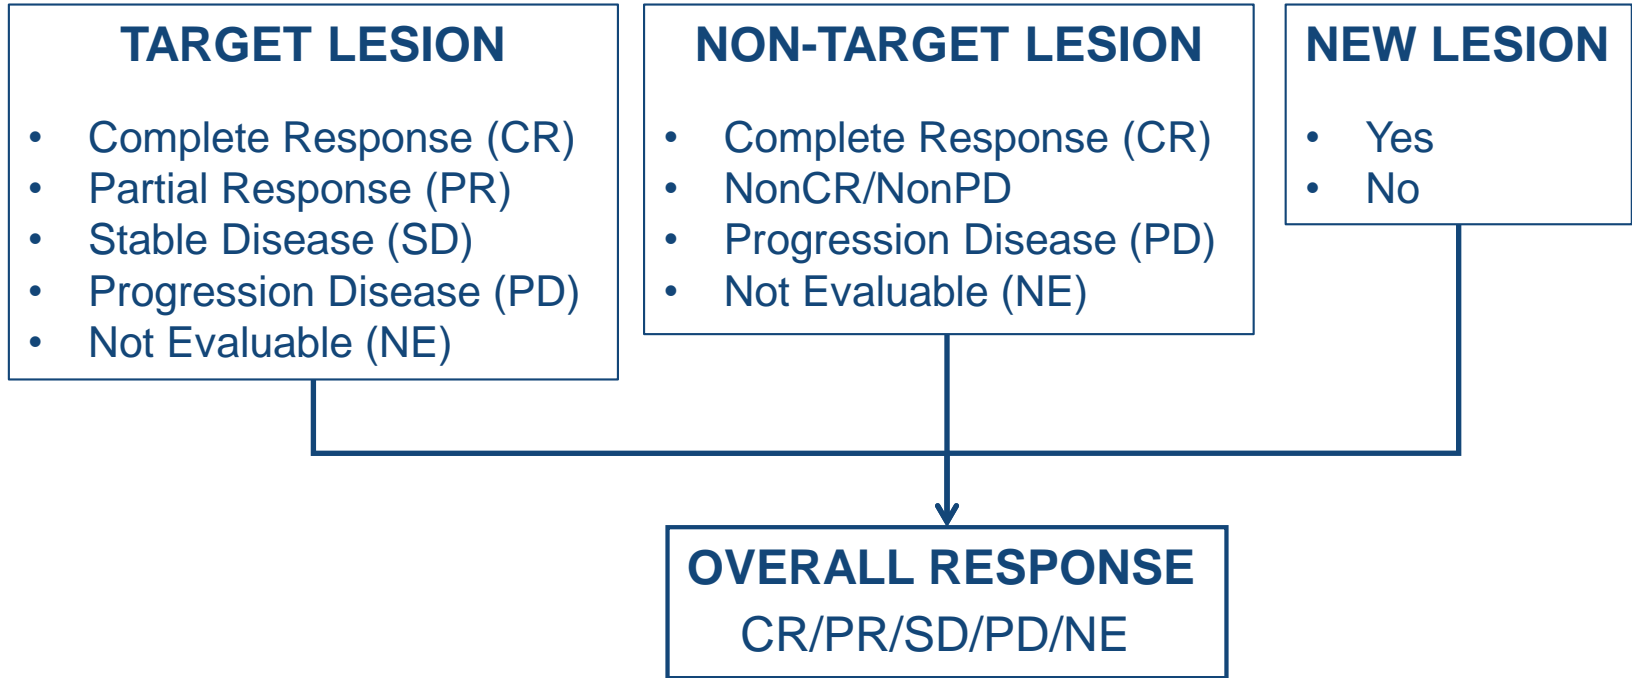 TARGET LESION
• Complete Response (CR)
• Partial Response (PR)
• Stable Disease (SD)
• Progression Disease (PD)
• Not Evaluable (NE)
NON-TARGET LESION
• Complete Response (CR)
• NonCR/NonPD
• Progression Disease (PD)
• Not Evaluable (NE)
NEW LESION
• Yes
• No
OVERALL RESPONSE
CR/PR/SD/PD/NE